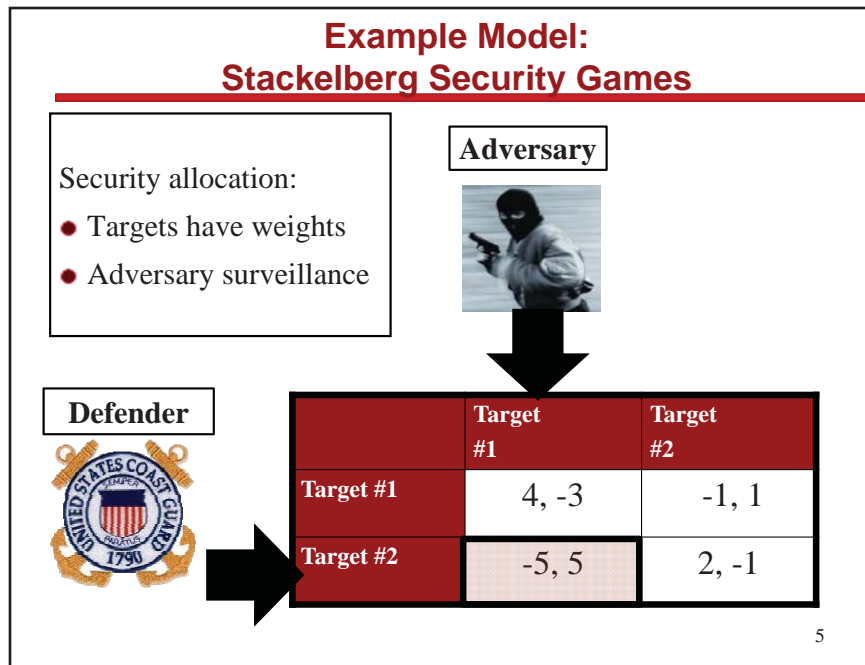 Example Model:
Stackelberg Security Games
Security allocation:
Targets have weights
Adversary surveillance
Adversary
Defender
UNITED STATES COAST GUARD
SEMPER
PARATUS
1790
Target #1
Target #2
Target #1
4, -3
-1, 1
Target #2
-5, 5
2, -1
5